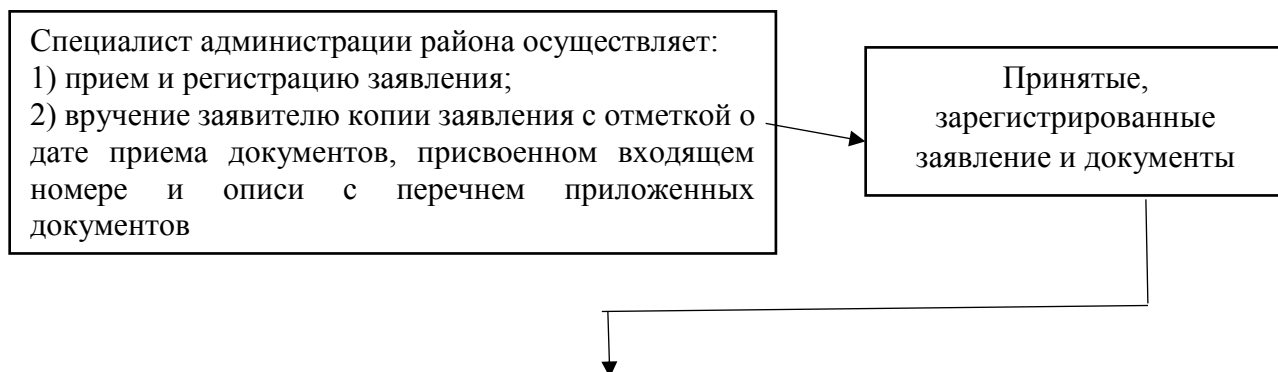 Специалист администрации района осуществляет:
1) прием и регистрацию заявления;
2) вручение заявителю копии заявления с отметкой о
дате приема документов, присвоенном входящем
номере и описи с перечнем приложенных
документов
Принятые,
зарегистрированные
заявление и документы